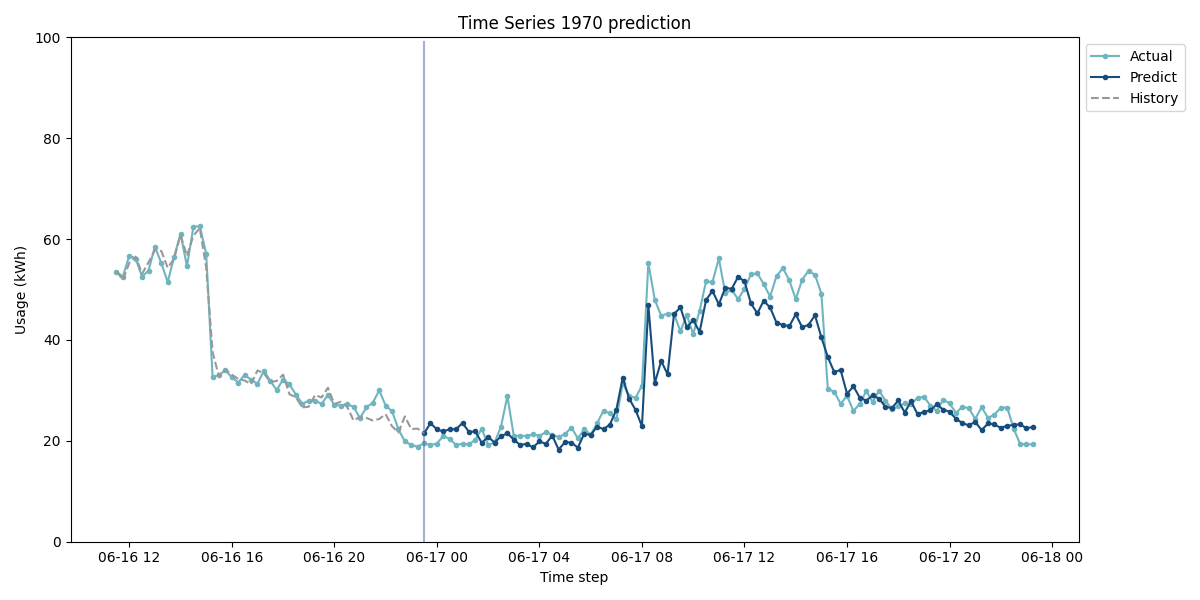 Time Series 1970 prediction
100
80
60
40
20
0
Usage (kWh)
06-16 12 06-16 16 06-16 20 06-17 00 06-17 04 06-17 08 06-17 12 06-17 16 06-17 20 06-18 00
Time step
Actual
Predict
History